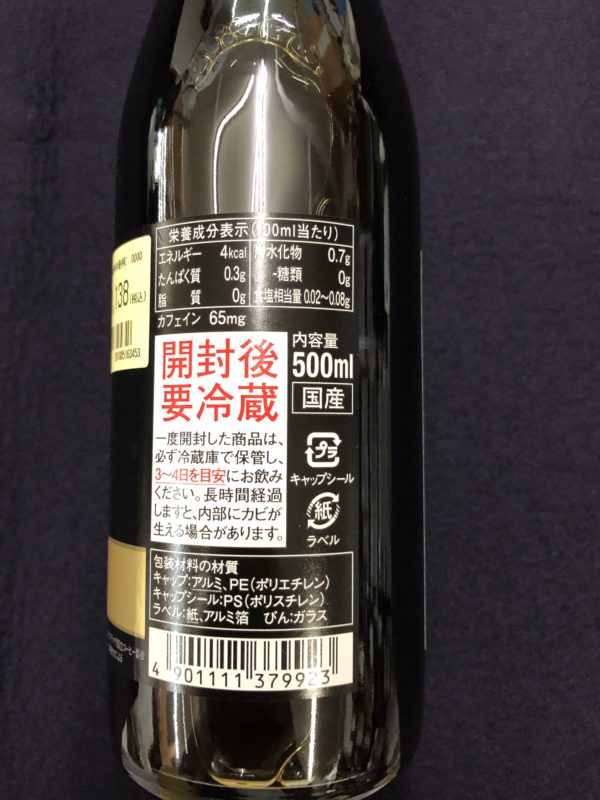 栄養成分表示(100ml当たり)
エネルギー 4kcal 炭水化物 0.7g
たんぱく質 0.3g -糖類 0g
脂 質 0g 食塩相当量 0.02〜0.08g
カフェイン 65mg
0000
138(税込)
開封後
要冷蔵
内容量
500ml
国産
一度開封した商品は、
必ず冷蔵庫で保管し、
3〜4日を目安にお飲み
ください。長時間経過
しますと、内部にカビが
生える場合があります。
プラ
キャップシール
紙
ラベル
包装材料の材質
キャップ:アルミ、PE(ポリエチレン)
キャップシール:PS(ポリスチレン)
ラベル:紙、アルミ箔 びん:ガラス
4 901111 379923